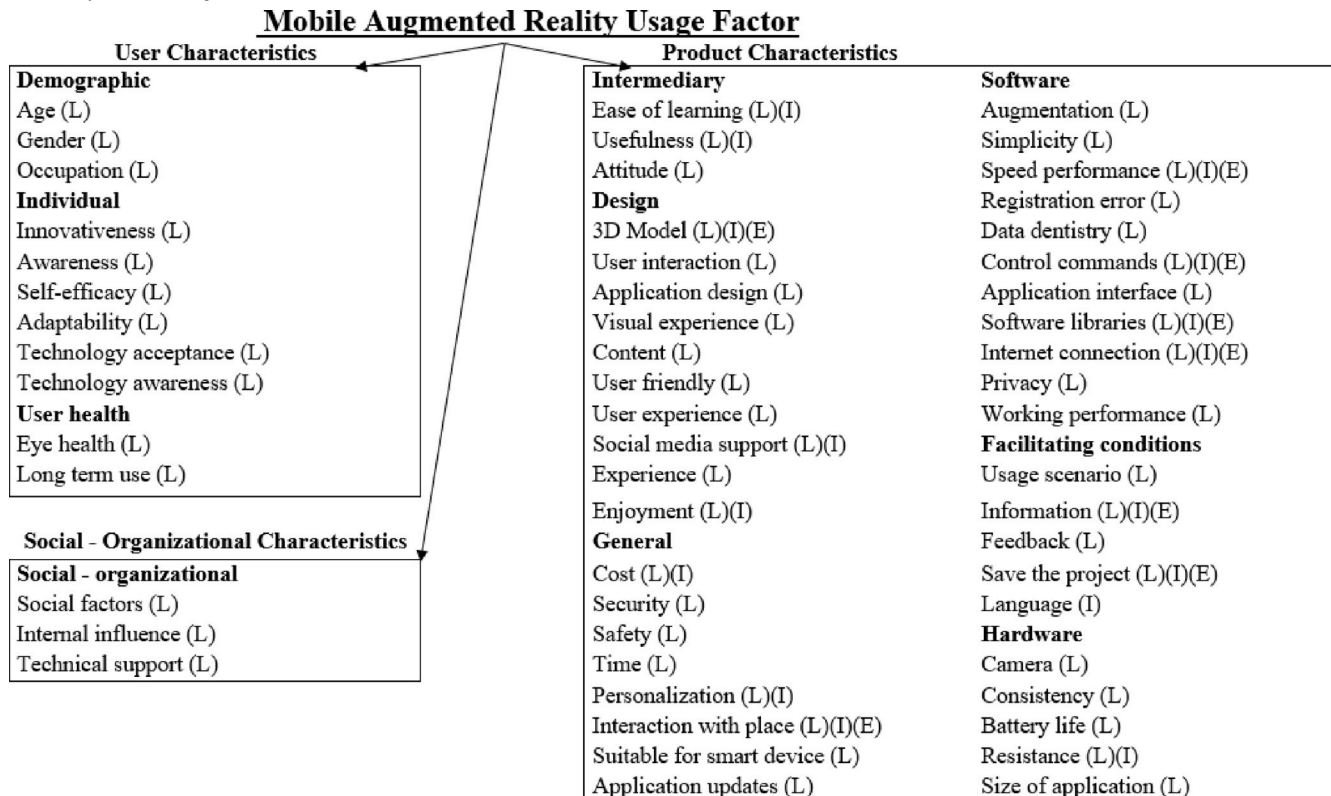 Mobile Augmented Reality Usage Factor
User Characteristics
Demographic
Age (L)
Gender (L)
Occupation (L)
Individual
Innovativeness (L)
Awareness (L)
Self-efficacy (L)
Adaptability (L)
Technology acceptance (L)
Technology awareness (L)
User health
Eye health (L)
Long term use (L)
Social - Organizational Characteristics
Social - organizational
Social factors (L)
Internal influence (L)
Technical support (L)
Product Characteristics
Intermediary
Ease of learning (L)(I)
Usefulness (L)(I)
Attitude (L)
Design
3D Model (L)(I)(E)
User interaction (L)
Application design (L)
Visual experience (L)
Content (L)
User friendly (L)
User experience (L)
Social media support (L)(I)
Experience (L)
Enjoyment (L)(I)
General
Cost (L)(I)
Security (L)
Safety (L)
Time (L)
Personalization (L)(I)
Interaction with place (L)(I)(E)
Suitable for smart device (L)
Application updates (L)
Software
Augmentation (L)
Simplicity (L)
Speed performance (L)(I)(E)
Registration error (L)
Data dentistry (L)
Control commands (L)(I)(E)
Application interface (L)
Software libraries (L)(I)(E)
Internet connection (L)(I)(E)
Privacy (L)
Working performance (L)
Facilitating conditions
Usage scenario (L)
Information (L)(I)(E)
Feedback (L)
Save the project (L)(I)(E)
Language (I)
Hardware
Camera (L)
Consistency (L)
Battery life (L)
Resistance (L)(I)
Size of application (L)